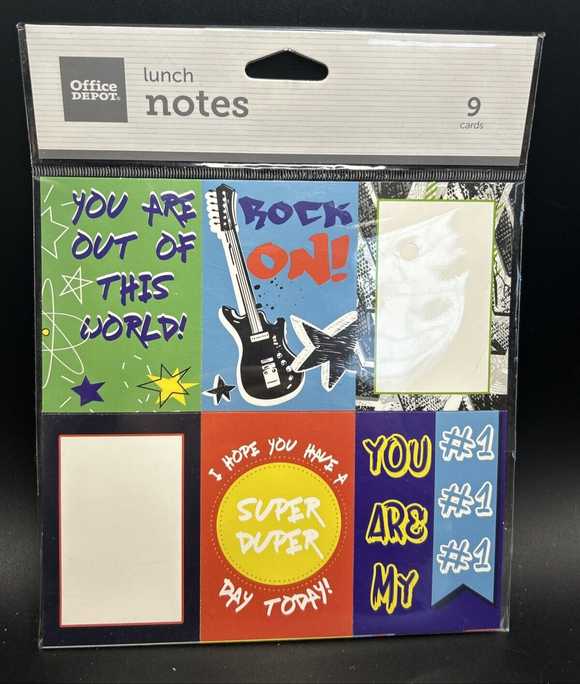 Office
DEPOT®
lunch
notes
9
cards
YOU ARE
OUT OF
THIS
WORLD!
ROCK
ON!
I HOPE YOU HAVE A
SUPER
DUPER
DAY TODAY!
YOU
ARE
MY
#1
#1
#1